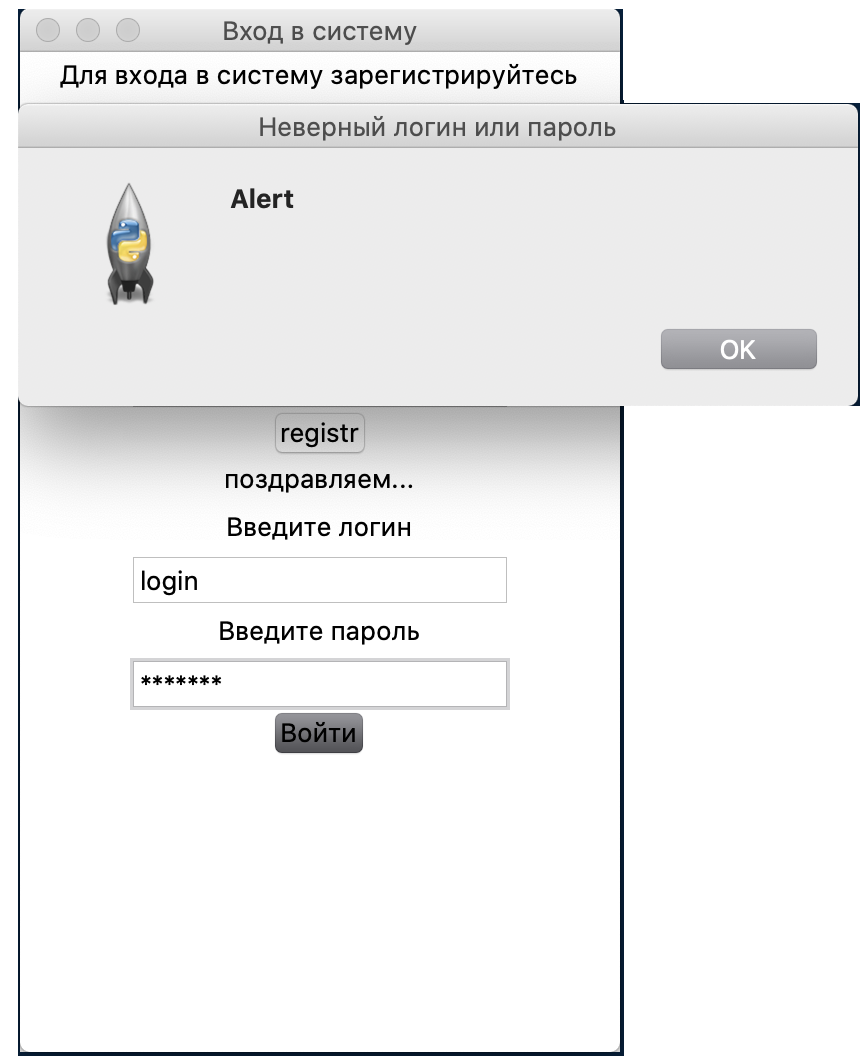 Вход в систему
Для входа в систему зарегистрируйтесь
Неверный логин или пароль
Alert
OK
registr
поздравляем...
Введите логин
login
Введите пароль
*******
Войти